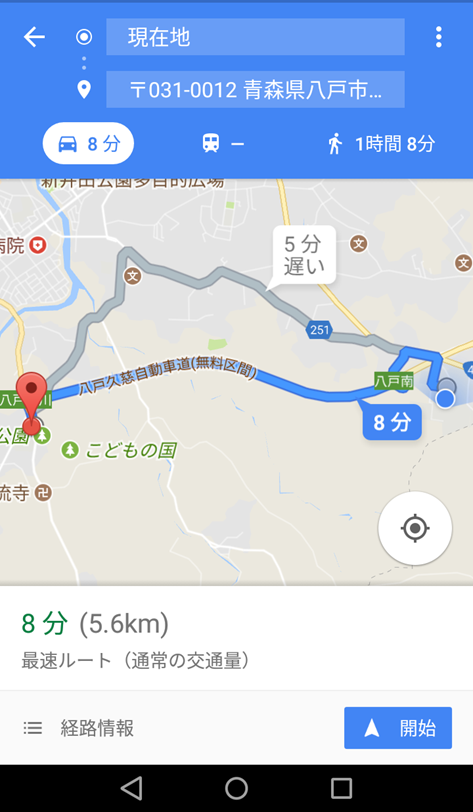 現在地
〒031-0012 青森県八戸市...
8 分
–
1時間 8分
新井田公園多目的広場
病院
5 分
遅い
文
文
文
251
八戸久慈自動車道(無料区間)
八戸南
八戸
川
8 分
公園
こどもの国
流寺
8 分 (5.6km)
最速ルート（通常の交通量）
経路情報
開始